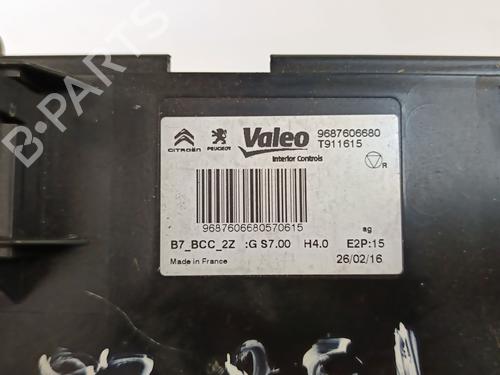 B-PARTS
CITROËN PEUGEOT Valeo 9687606680
T911615
Interior Controls
R
9687606680570615
ag
B7_BCC_2Z :G S7.00 H4.0 E2P:15
Made in France 26/02/16